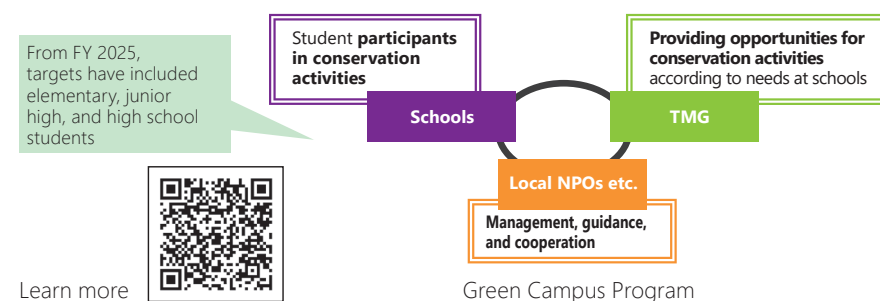 From FY 2025,
targets have included
elementary, junior
high, and high school
students
Student participants
in conservation
activities
Schools
Providing opportunities for
conservation activities
according to needs at schools
TMG
Local NPOs etc.
Management, guidance,
and cooperation
Learn more
Green Campus Program